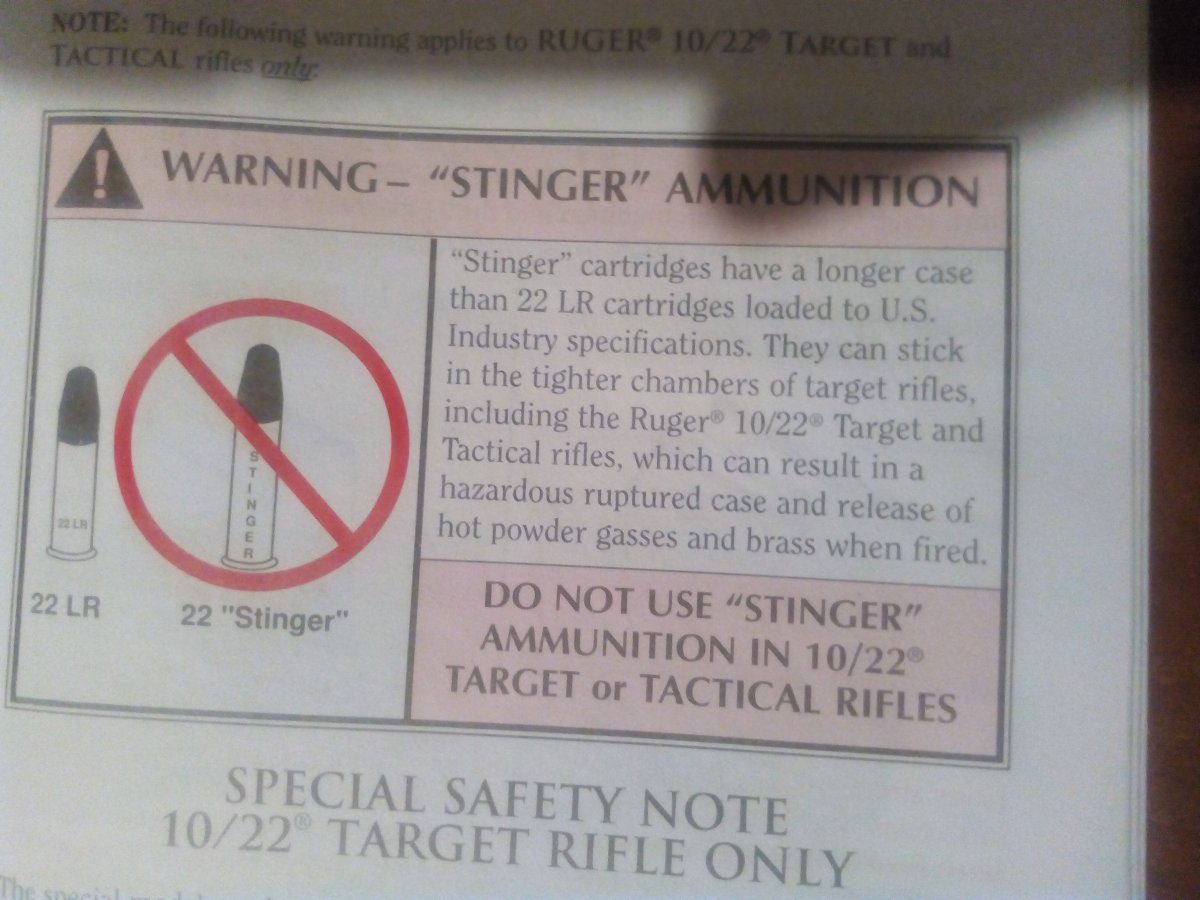 NOTE: The following warning applies to RUGER® 10/22® TARGET and
TACTICAL rifles only.
! WARNING – “STINGER” AMMUNITION
22 LR
22 LR
STINGER
22 "Stinger"
“Stinger” cartridges have a longer case
than 22 LR cartridges loaded to U.S.
Industry specifications. They can stick
in the tighter chambers of target rifles,
including the Ruger® 10/22® Target and
Tactical rifles, which can result in a
hazardous ruptured case and release of
hot powder gasses and brass when fired.
DO NOT USE “STINGER”
AMMUNITION IN 10/22®
TARGET or TACTICAL RIFLES
SPECIAL SAFETY NOTE
10/22® TARGET RIFLE ONLY
The special